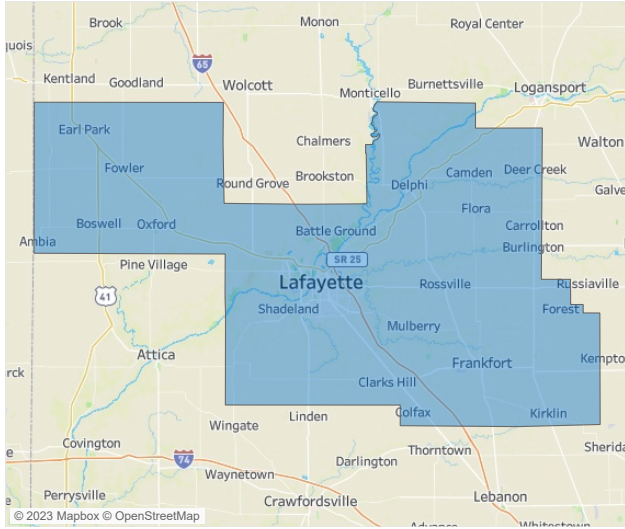 Brook
Monon
Royal Center
quois
65
Kentland
Goodland
Wolcott
Burnettsville
Logansport
Monticello
Earl Park
Chalmers
Walton
Fowler
Brookston
Camden
Deer Creek
Round Grove
Delphi
Galve
Flora
Boswell
Oxford
Battle Ground
Carrollton
Ambia
Burlington
SR 25
Pine Village
Lafayette
Rossville
Russiaville
41
Shadeland
Forest
Mulberry
Attica
Kempto
rck
Frankfort
Clarks Hill
Linden
Colfax
Kirklin
Wingate
Covington
Sherida
Thorntown
e
74
Darlington
Waynetown
Perrysville
Crawfordsville
Lebanon
© 2023 Mapbox © OpenStreetMap
Advance
Whitestown